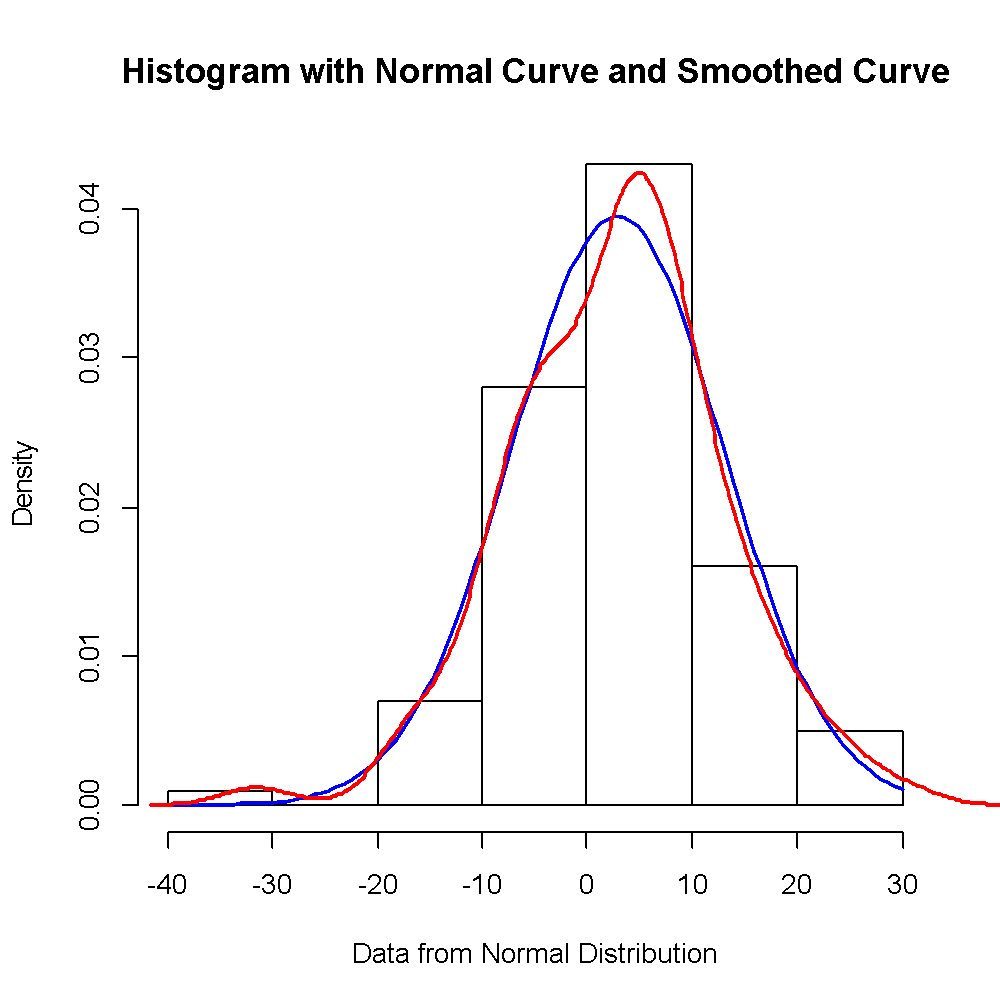 Histogram with Normal Curve and Smoothed Curve
Density
0.04
0.03
0.02
0.01
0.00
-40 -30 -20 -10 0 10 20 30
Data from Normal Distribution